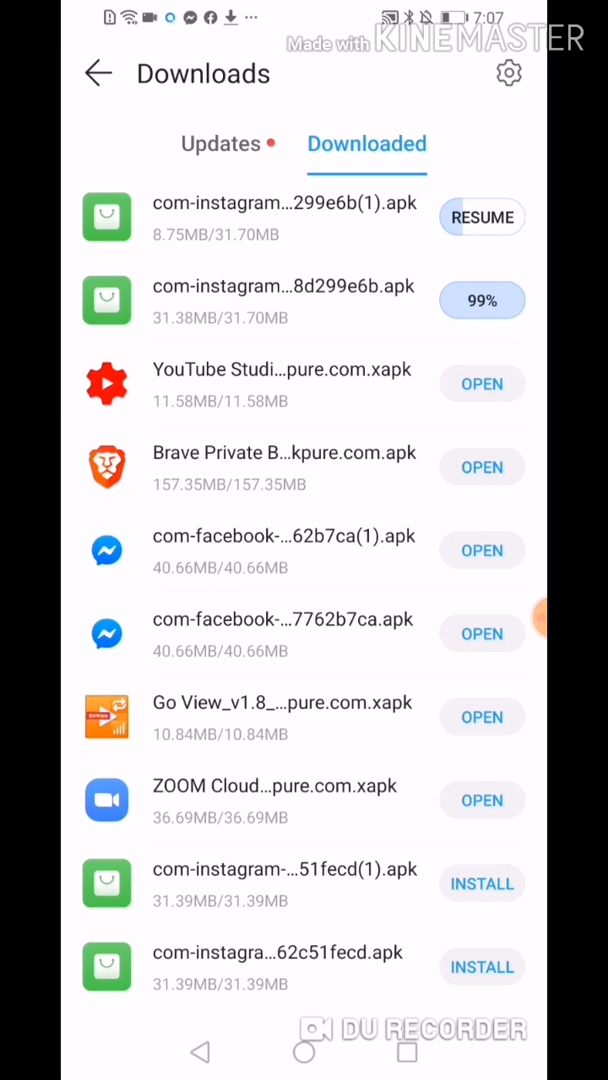 7:07
Made with KINEMASTER
Downloads
Updates
Downloaded
com-instagram...299e6b(1).apk
8.75MB/31.70MB
RESUME
com-instagram...8d299e6b.apk
31.38MB/31.70MB
99%
YouTube Studi...pure.com.xapk
11.58MB/11.58MB
OPEN
Brave Private B...kpure.com.apk
157.35MB/157.35MB
OPEN
com-facebook-...62b7ca(1).apk
40.66MB/40.66MB
OPEN
com-facebook-...7762b7ca.apk
40.66MB/40.66MB
OPEN
Go View_v1.8_...pure.com.xapk
10.84MB/10.84MB
OPEN
ZOOM Cloud...pure.com.xapk
36.69MB/36.69MB
OPEN
com-instagram-...51fecd(1).apk
31.39MB/31.39MB
INSTALL
com-instagra...62c51fecd.apk
31.39MB/31.39MB
INSTALL
DU RECORDER